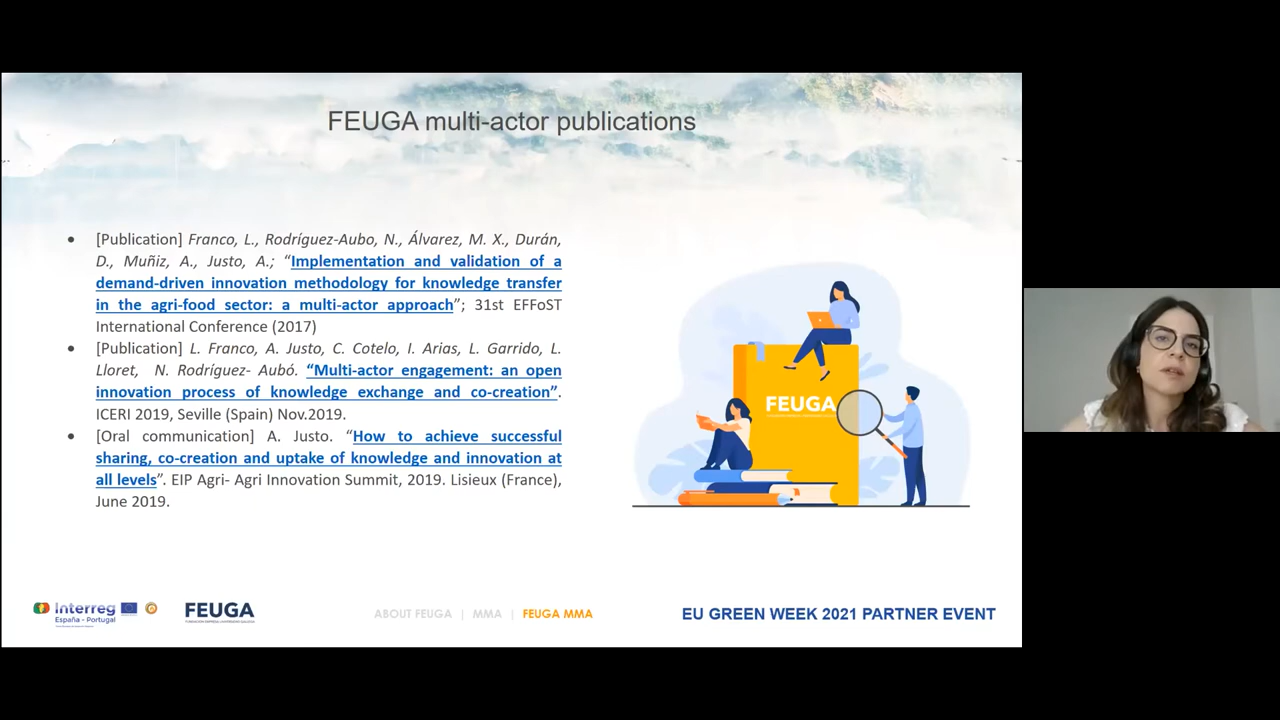 FEUGA multi-actor publications
[Publication] Franco, L., Rodríguez-Aubo, N., Álvarez, M. X., Durán,
D., Muñiz, A., Justo, A.; “Implementation and validation of a
demand-driven innovation methodology for knowledge transfer
in the agri-food sector: a multi-actor approach”; 31st EFFoST
International Conference (2017)
[Publication] L. Franco, A. Justo, C. Cotelo, I. Arias, L. Garrido, L.
Lloret, N. Rodríguez- Aubó. “Multi-actor engagement: an open
innovation process of knowledge exchange and co-creation”.
ICERI 2019, Seville (Spain) Nov.2019.
[Oral communication] A. Justo. “How to achieve successful
sharing, co-creation and uptake of knowledge and innovation at
all levels”. EIP Agri- Agri Innovation Summit, 2019. Lisieux (France),
June 2019.
FEUGA
Interreg
España - Portugal
FEUGA
ABOUT FEUGA | MMA | FEUGA MMA
EU GREEN WEEK 2021 PARTNER EVENT